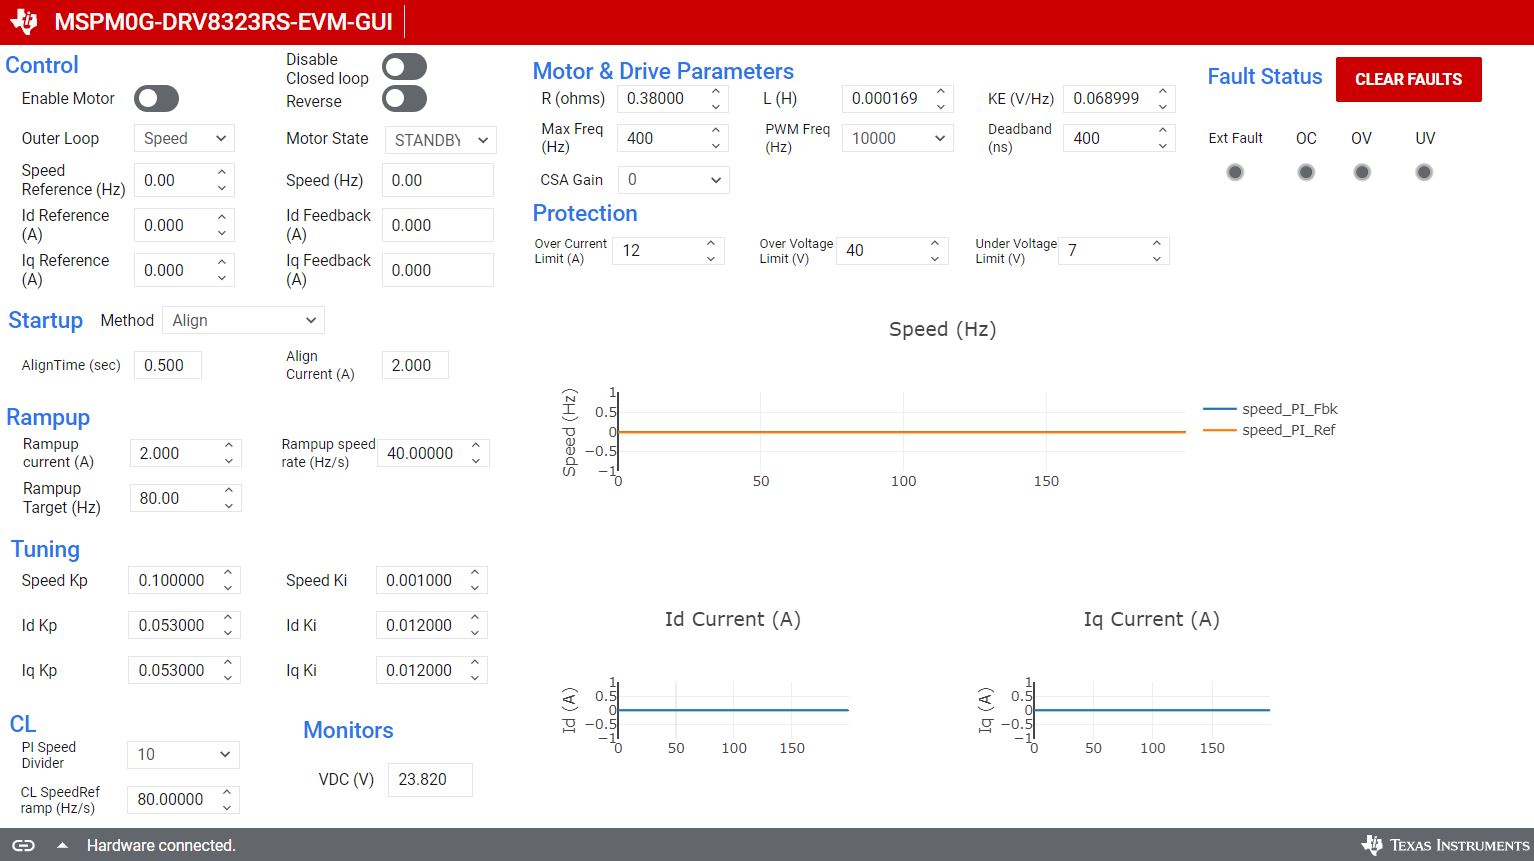 MSPM0G-DRV8323RS-EVM-GUI
Control
Enable Motor
Disable
Closed loop
Reverse
Outer Loop
Speed
Motor State
STANDBY
Speed
Reference (Hz)
0.00
Speed (Hz)
0.00
Id Reference
(A)
0.000
Id Feedback
(A)
0.000
Iq Reference
(A)
0.000
Iq Feedback
(A)
0.000
Startup
Method
Align
AlignTime (sec)
0.500
Align
Current (A)
2.000
Rampup
Rampup
current (A)
2.000
Rampup speed
rate (Hz/s)
40.00000
Rampup
Target (Hz)
80.00
Tuning
Speed Kp
0.100000
Speed Ki
0.001000
Id Kp
0.053000
Id Ki
0.012000
Iq Kp
0.053000
Iq Ki
0.012000
CL
PI Speed
Divider
10
CL SpeedRef
ramp (Hz/s)
80.00000
Monitors
VDC (V)
23.820
Motor & Drive Parameters
R (ohms)
0.38000
L (H)
0.000169
KE (V/Hz)
0.068999
Max Freq
(Hz)
400
PWM Freq
(Hz)
10000
Deadband
(ns)
400
CSA Gain
0
Protection
Over Current
Limit (A)
12
Over Voltage
Limit (V)
40
Under Voltage
Limit (V)
7
Fault Status
CLEAR FAULTS
Ext Fault
OC
OV
UV
Speed (Hz)
Speed (Hz)
1
0.5
0
−0.5
−1
0
50
100
150
speed_PI_Fbk
speed_PI_Ref
Id Current (A)
Id (A)
1
0.5
0
−0.5
−1
0
50
100
150
Iq Current (A)
Iq (A)
1
0.5
0
−0.5
−1
0
50
100
150
Hardware connected.
TEXAS INSTRUMENTS